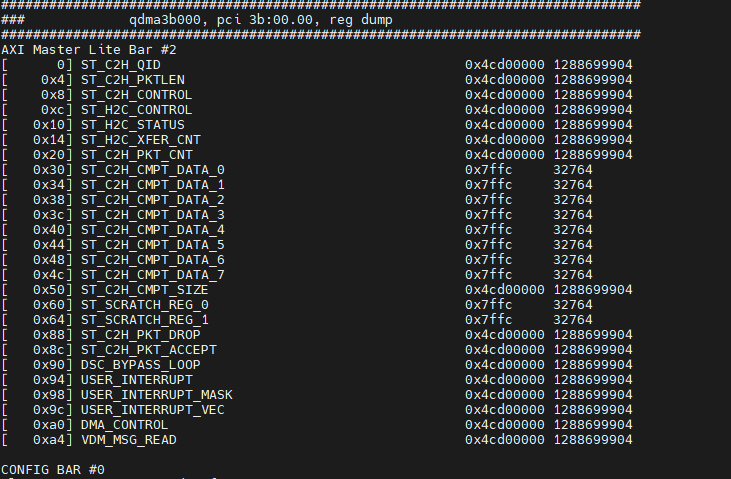 ################################################################################
###             qdma3b000, pci 3b:00.00, reg dump
################################################################################
AXI Master Lite Bar #2
[      0] ST_C2H_QID                                      0x4cd00000 1288699904
[    0x4] ST_C2H_PKTLEN                                   0x4cd00000 1288699904
[    0x8] ST_C2H_CONTROL                                  0x4cd00000 1288699904
[    0xc] ST_H2C_CONTROL                                  0x4cd00000 1288699904
[   0x10] ST_H2C_STATUS                                   0x4cd00000 1288699904
[   0x14] ST_H2C_XFER_CNT                                 0x4cd00000 1288699904
[   0x20] ST_C2H_PKT_CNT                                  0x4cd00000 1288699904
[   0x30] ST_C2H_CMPT_DATA_0                              0x7ffc     32764
[   0x34] ST_C2H_CMPT_DATA_1                              0x7ffc     32764
[   0x38] ST_C2H_CMPT_DATA_2                              0x7ffc     32764
[   0x3c] ST_C2H_CMPT_DATA_3                              0x7ffc     32764
[   0x40] ST_C2H_CMPT_DATA_4                              0x7ffc     32764
[   0x44] ST_C2H_CMPT_DATA_5                              0x7ffc     32764
[   0x48] ST_C2H_CMPT_DATA_6                              0x7ffc     32764
[   0x4c] ST_C2H_CMPT_DATA_7                              0x7ffc     32764
[   0x50] ST_C2H_CMPT_SIZE                                0x4cd00000 1288699904
[   0x60] ST_SCRATCH_REG_0                                0x7ffc     32764
[   0x64] ST_SCRATCH_REG_1                                0x7ffc     32764
[   0x88] ST_C2H_PKT_DROP                                 0x4cd00000 1288699904
[   0x8c] ST_C2H_PKT_ACCEPT                               0x4cd00000 1288699904
[   0x90] DSC_BYPASS_LOOP                                 0x4cd00000 1288699904
[   0x94] USER_INTERRUPT                                  0x4cd00000 1288699904
[   0x98] USER_INTERRUPT_MASK                             0x4cd00000 1288699904
[   0x9c] USER_INTERRUPT_VEC                              0x4cd00000 1288699904
[   0xa0] DMA_CONTROL                                     0x4cd00000 1288699904
[   0xa4] VDM_MSG_READ                                    0x4cd00000 1288699904
CONFIG BAR #0